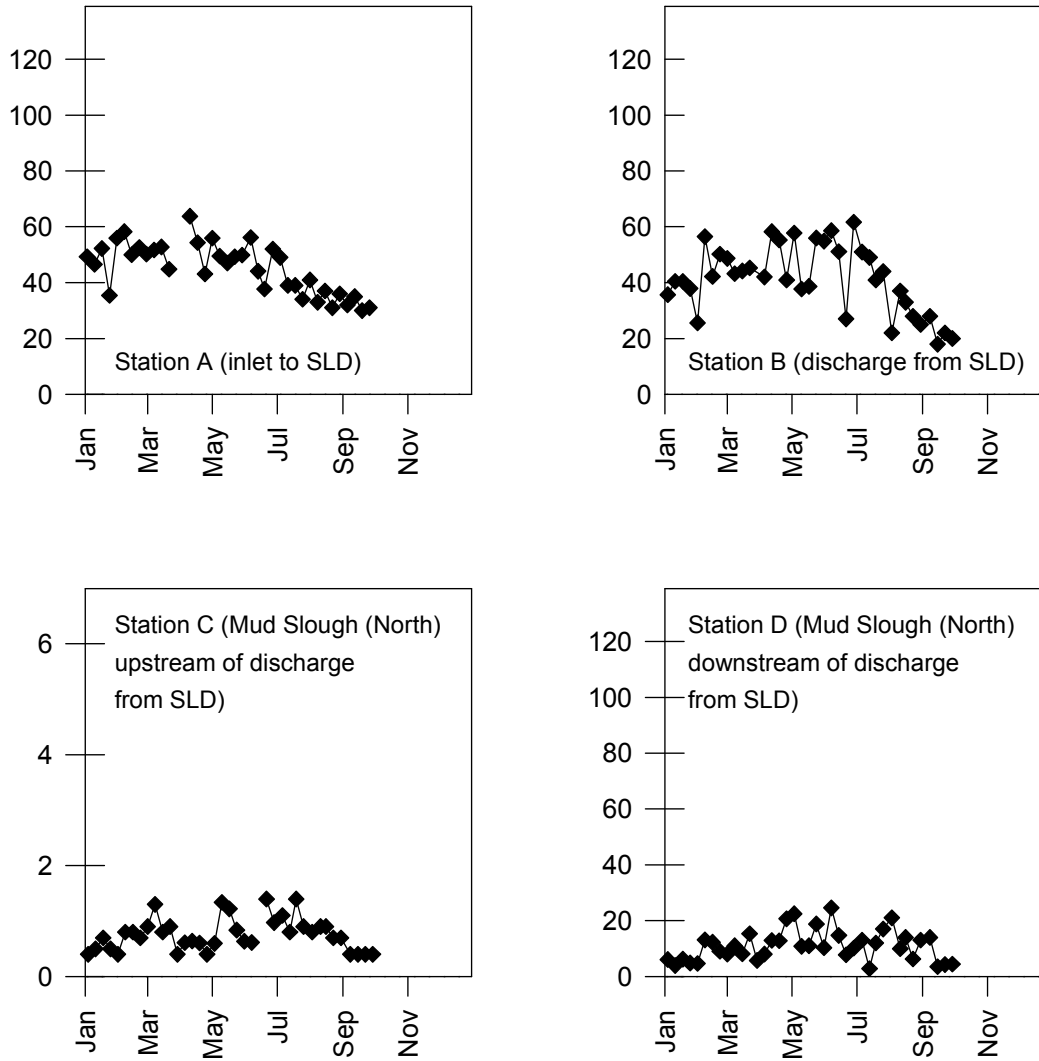 120
100
80
60
40
20
0
Station A (inlet to SLD)
Jan
Mar
May
Jul
Sep
Nov
120
100
80
60
40
20
0
Station B (discharge from SLD)
Jan
Mar
May
Jul
Sep
Nov
Station C (Mud Slough (North)
upstream of discharge
from SLD)
6
4
2
0
Jan
Mar
May
Jul
Sep
Nov
Station D (Mud Slough (North)
downstream of discharge
from SLD)
120
100
80
60
40
20
0
Jan
Mar
May
Jul
Sep
Nov